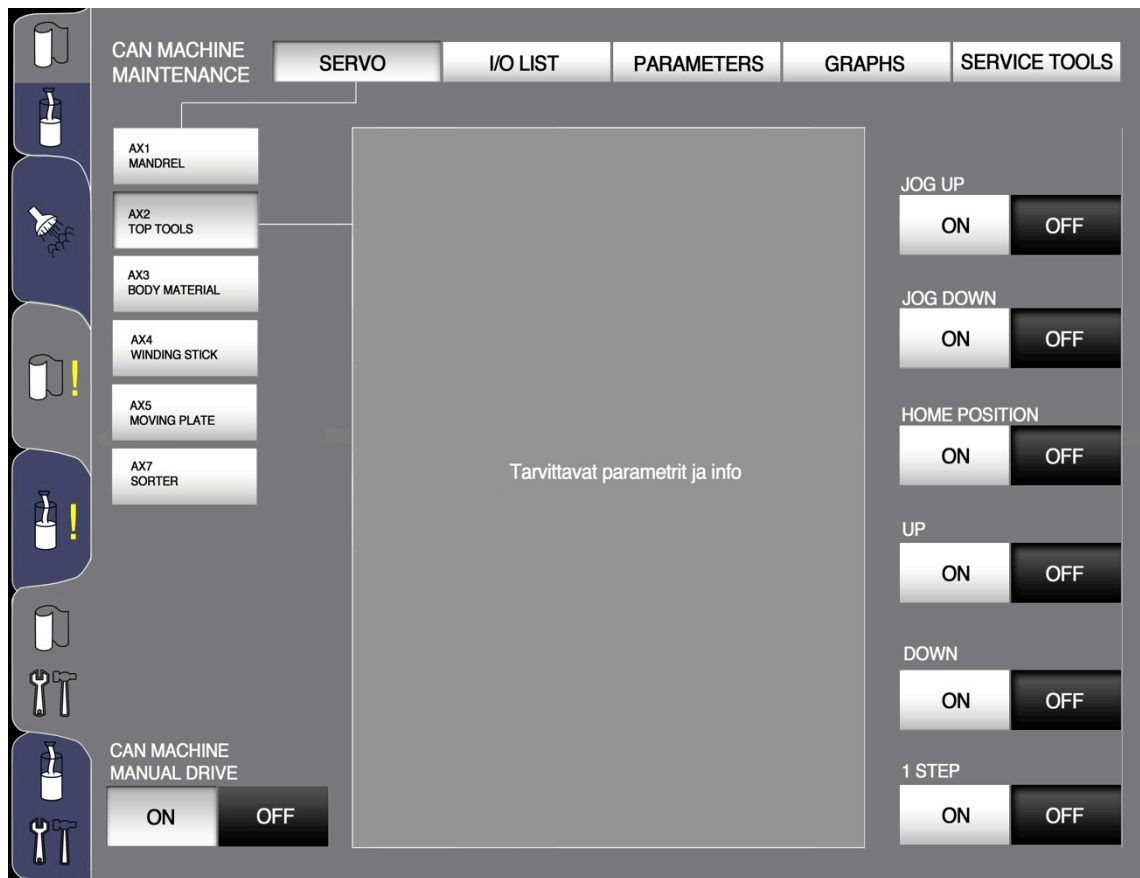 CAN MACHINE
MAINTENANCE
SERVO
I/O LIST
PARAMETERS
GRAPHS
SERVICE TOOLS
AX1
MANDREL
AX2
TOP TOOLS
AX3
BODY MATERIAL
AX4
WINDING STICK
AX5
MOVING PLATE
AX7
SORTER
Tarvittavat parametrit ja info
JOG UP
ON OFF
JOG DOWN
ON OFF
HOME POSITION
ON OFF
UP
ON OFF
DOWN
ON OFF
1 STEP
ON OFF
CAN MACHINE
MANUAL DRIVE
ON OFF